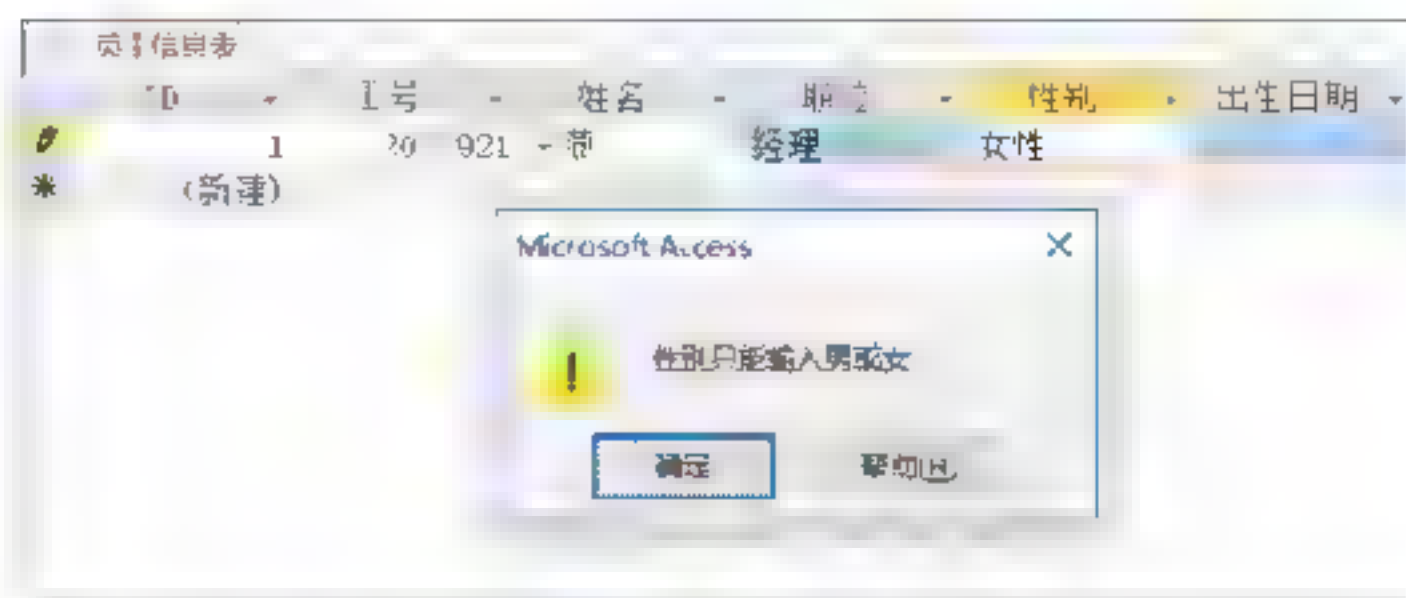 员工信息表
ID 工号 姓名 职位 性别 出生日期
1 经理 女性
(新建)
Microsoft Access
性别只能输入男或女
确定 帮助(H)